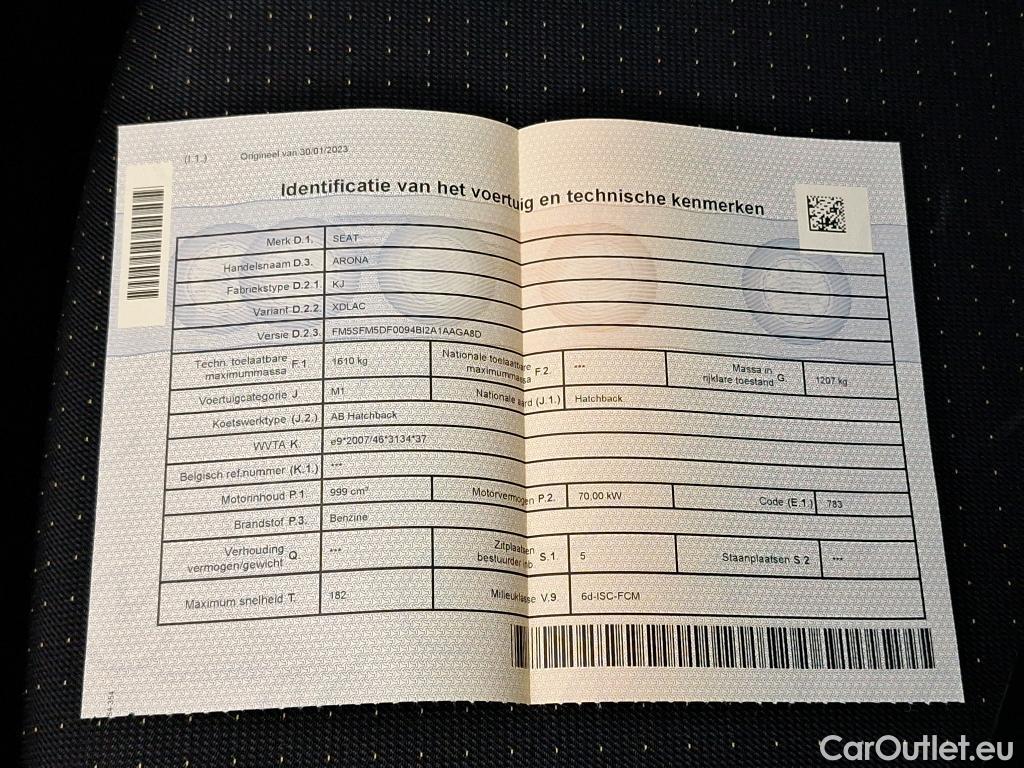 (I.1.) Origineel van 30/01/2023
Identificatie van het voertuig en technische kenmerken
Merk D.1. SEAT
Handelsnaam D.3. ARONA
Fabriekstype D.2.1. KJ
Variant D.2.2. XDLAC
Versie D.2.3. FM5SFM5DF0094BI2A1AAGA8D
Techn. toelaatbare maximummassa F.1. 1610 kg Nationale toelaatbare maximummassa F.2. --- Massa in rijklare toestand G. 1207 kg
Voertuigcategorie J M1 Nationale aard (J.1.) Hatchback
Koetswerktype (J.2.) AB Hatchback
WVTA K. e9*2007/46*3134*37
Belgisch ref.nummer (K.1.) ---
Motorinhoud P.1. 999 cm³ Motorvermogen P.2. 70,00 kW Code (E.1.) 783
Brandstof P.3. Benzine
Verhouding vermogen/gewicht Q. --- Zitplaatsen bestuurder inb. S.1. 5 Staanplaatsen S.2 ---
Maximum snelheid T. 182 Milieuklasse V.9. 6d-ISC-FCM
CarOutlet.eu